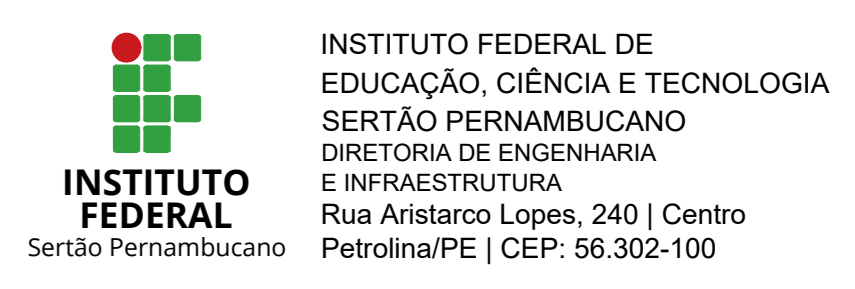 INSTITUTO
FEDERAL
Sertão Pernambucano
INSTITUTO FEDERAL DE
EDUCAÇÃO, CIÊNCIA E TECNOLOGIA
SERTÃO PERNAMBUCANO
DIRETORIA DE ENGENHARIA
E INFRAESTRUTURA
Rua Aristarco Lopes, 240 | Centro
Petrolina/PE | CEP: 56.302-100